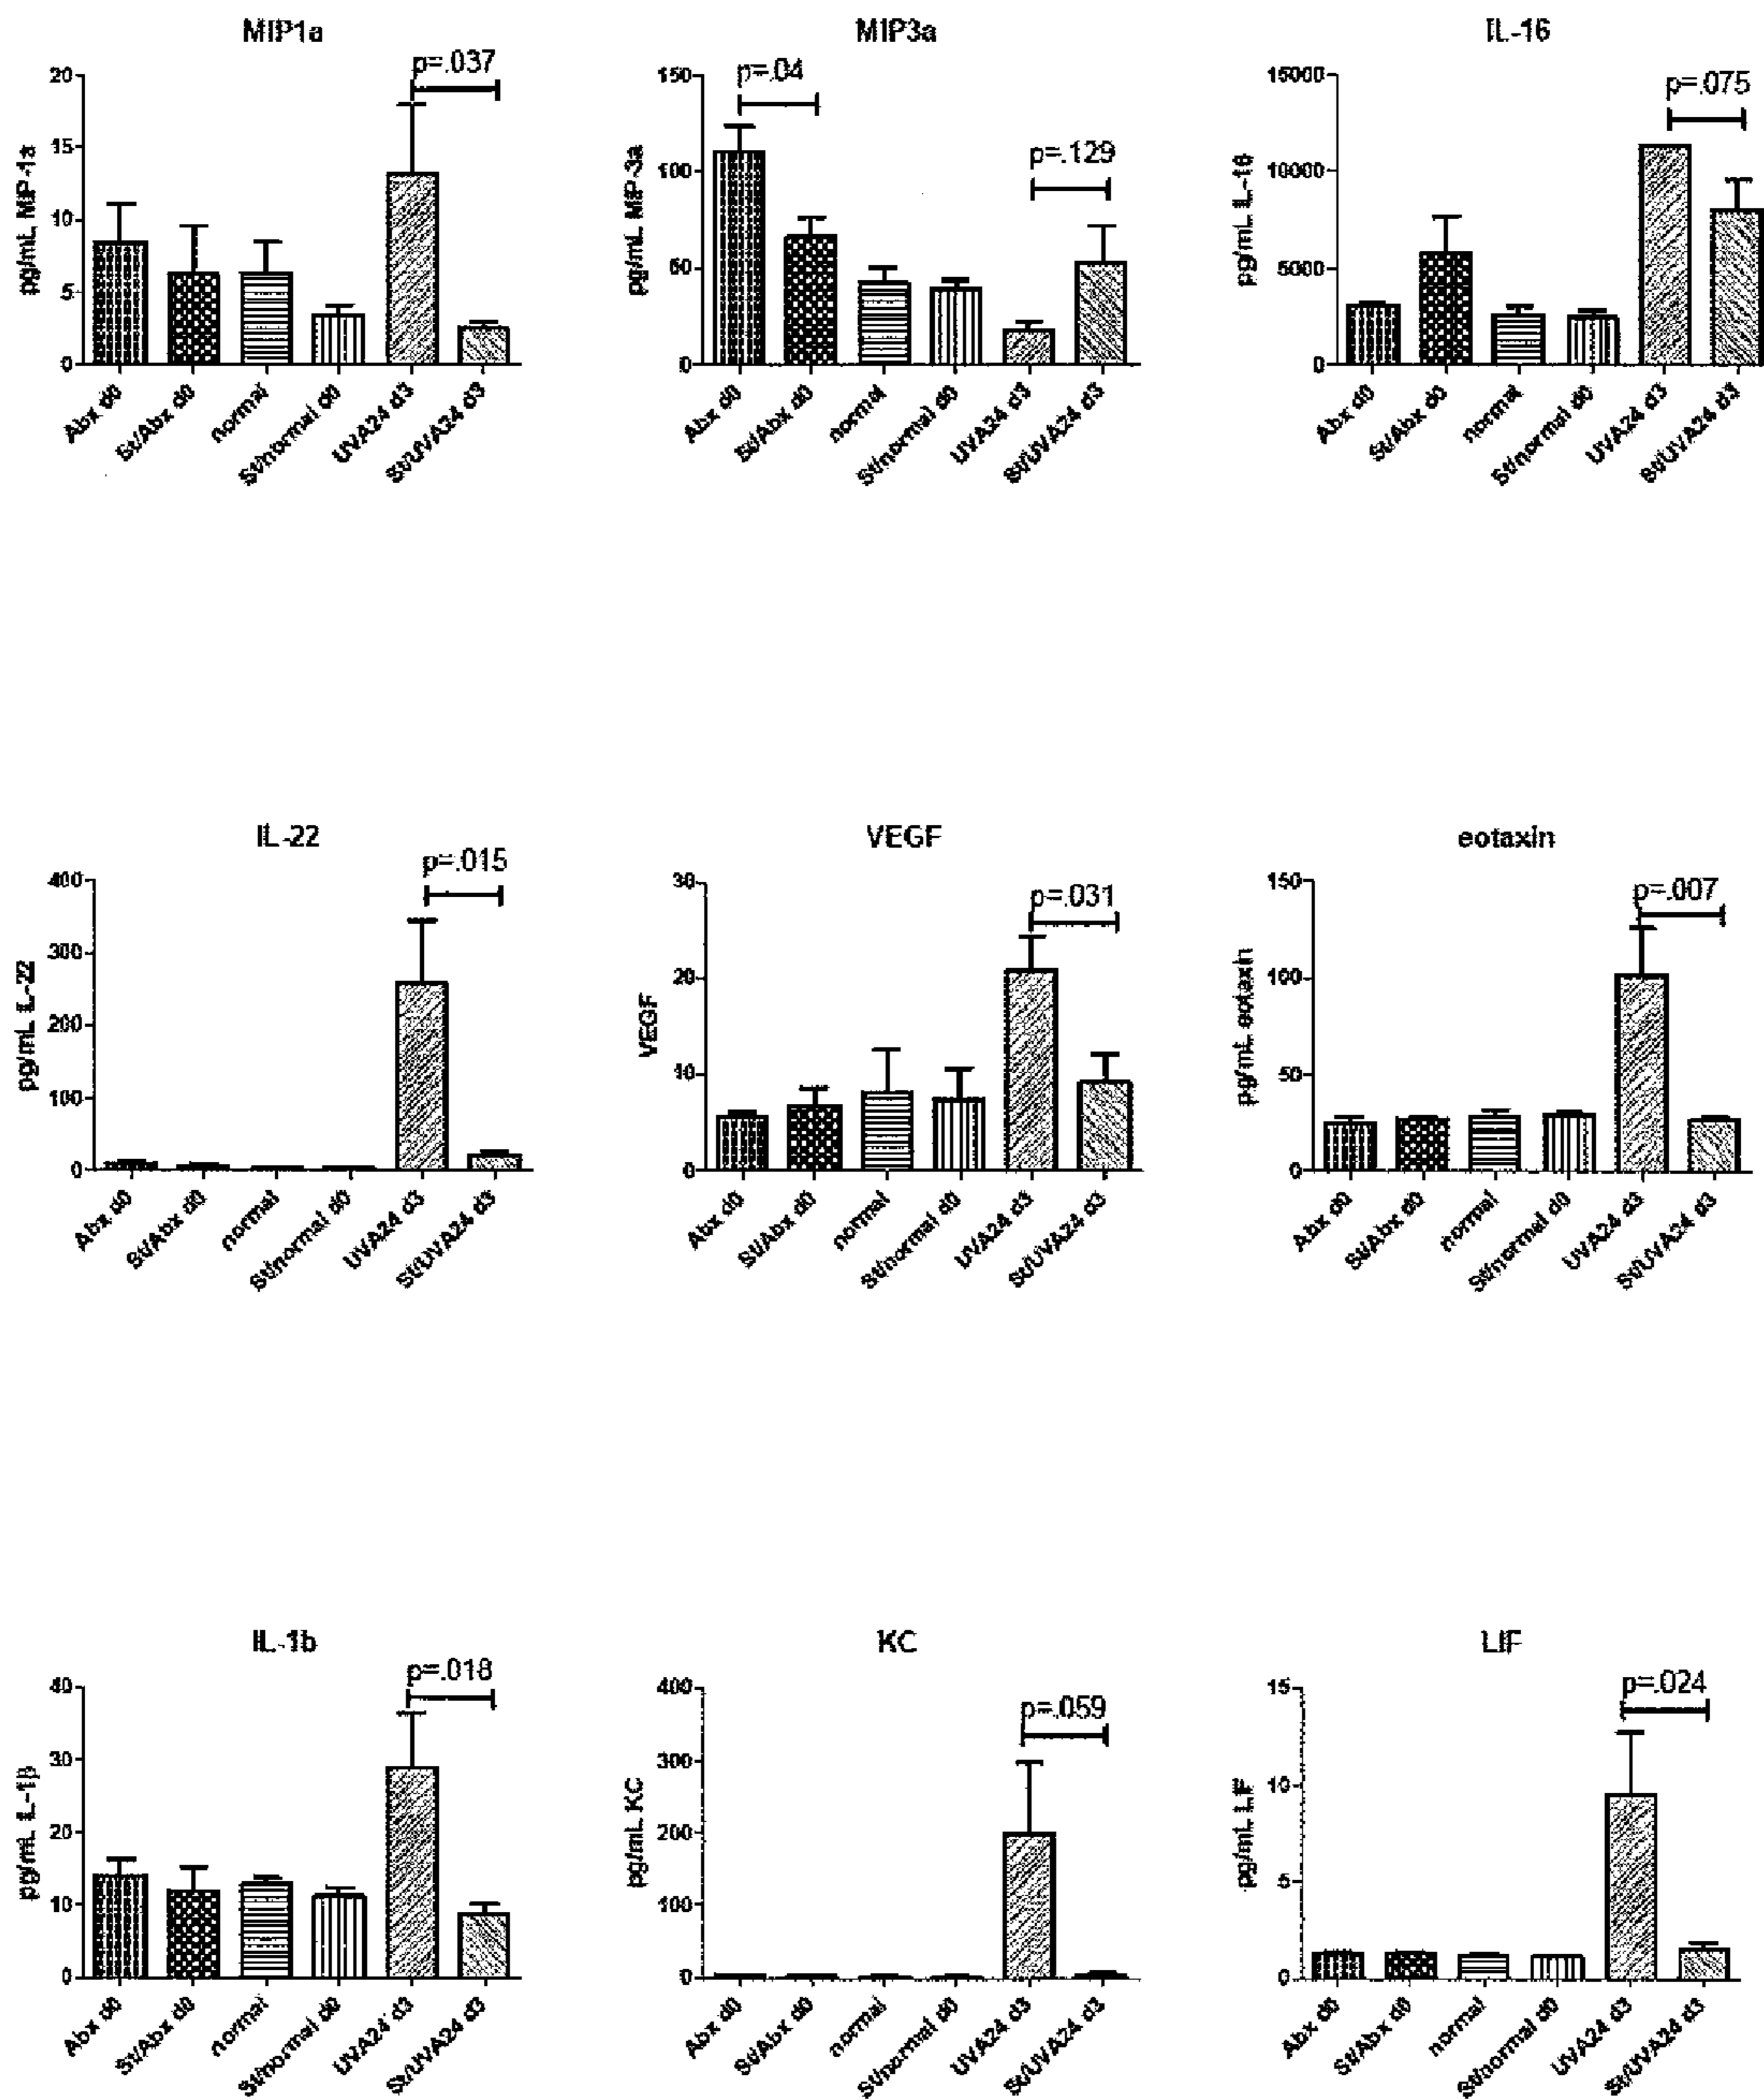 MIP1a
p=.037
20
15
10
5
0
pg/mL MIP-1a
Abx d0
St/Abx d0
normal
St/normal d0
UVA24 d3
St/UVA24 d3
MIP3a
p=.04
p=.129
150
100
50
0
pg/mL MIP-3a
Abx d0
St/Abx d0
normal
St/normal d0
UVA24 d3
St/UVA24 d3
IL-16
p=.075
15000
10000
5000
0
pg/mL IL-16
Abx d0
St/Abx d0
normal
St/normal d0
UVA24 d3
St/UVA24 d3
IL-22
p=.015
400
300
200
100
0
pg/mL IL-22
Abx d0
St/Abx d0
normal
St/normal d0
UVA24 d3
St/UVA24 d3
VEGF
p=.031
30
20
10
0
VEGF
Abx d0
St/Abx d0
normal
St/normal d0
UVA24 d3
St/UVA24 d3
eotaxin
p=.007
150
100
50
0
pg/mL eotaxin
Abx d0
St/Abx d0
normal
St/normal d0
UVA24 d3
St/UVA24 d3
IL-1b
p=.018
40
30
20
10
0
pg/mL IL-1β
Abx d0
St/Abx d0
normal
St/normal d0
UVA24 d3
St/UVA24 d3
KC
p=.059
400
300
200
100
0
pg/mL KC
Abx d0
St/Abx d0
normal
St/normal d0
UVA24 d3
St/UVA24 d3
LIF
p=.024
15
10
5
0
pg/mL LIF
Abx d0
St/Abx d0
normal
St/normal d0
UVA24 d3
St/UVA24 d3